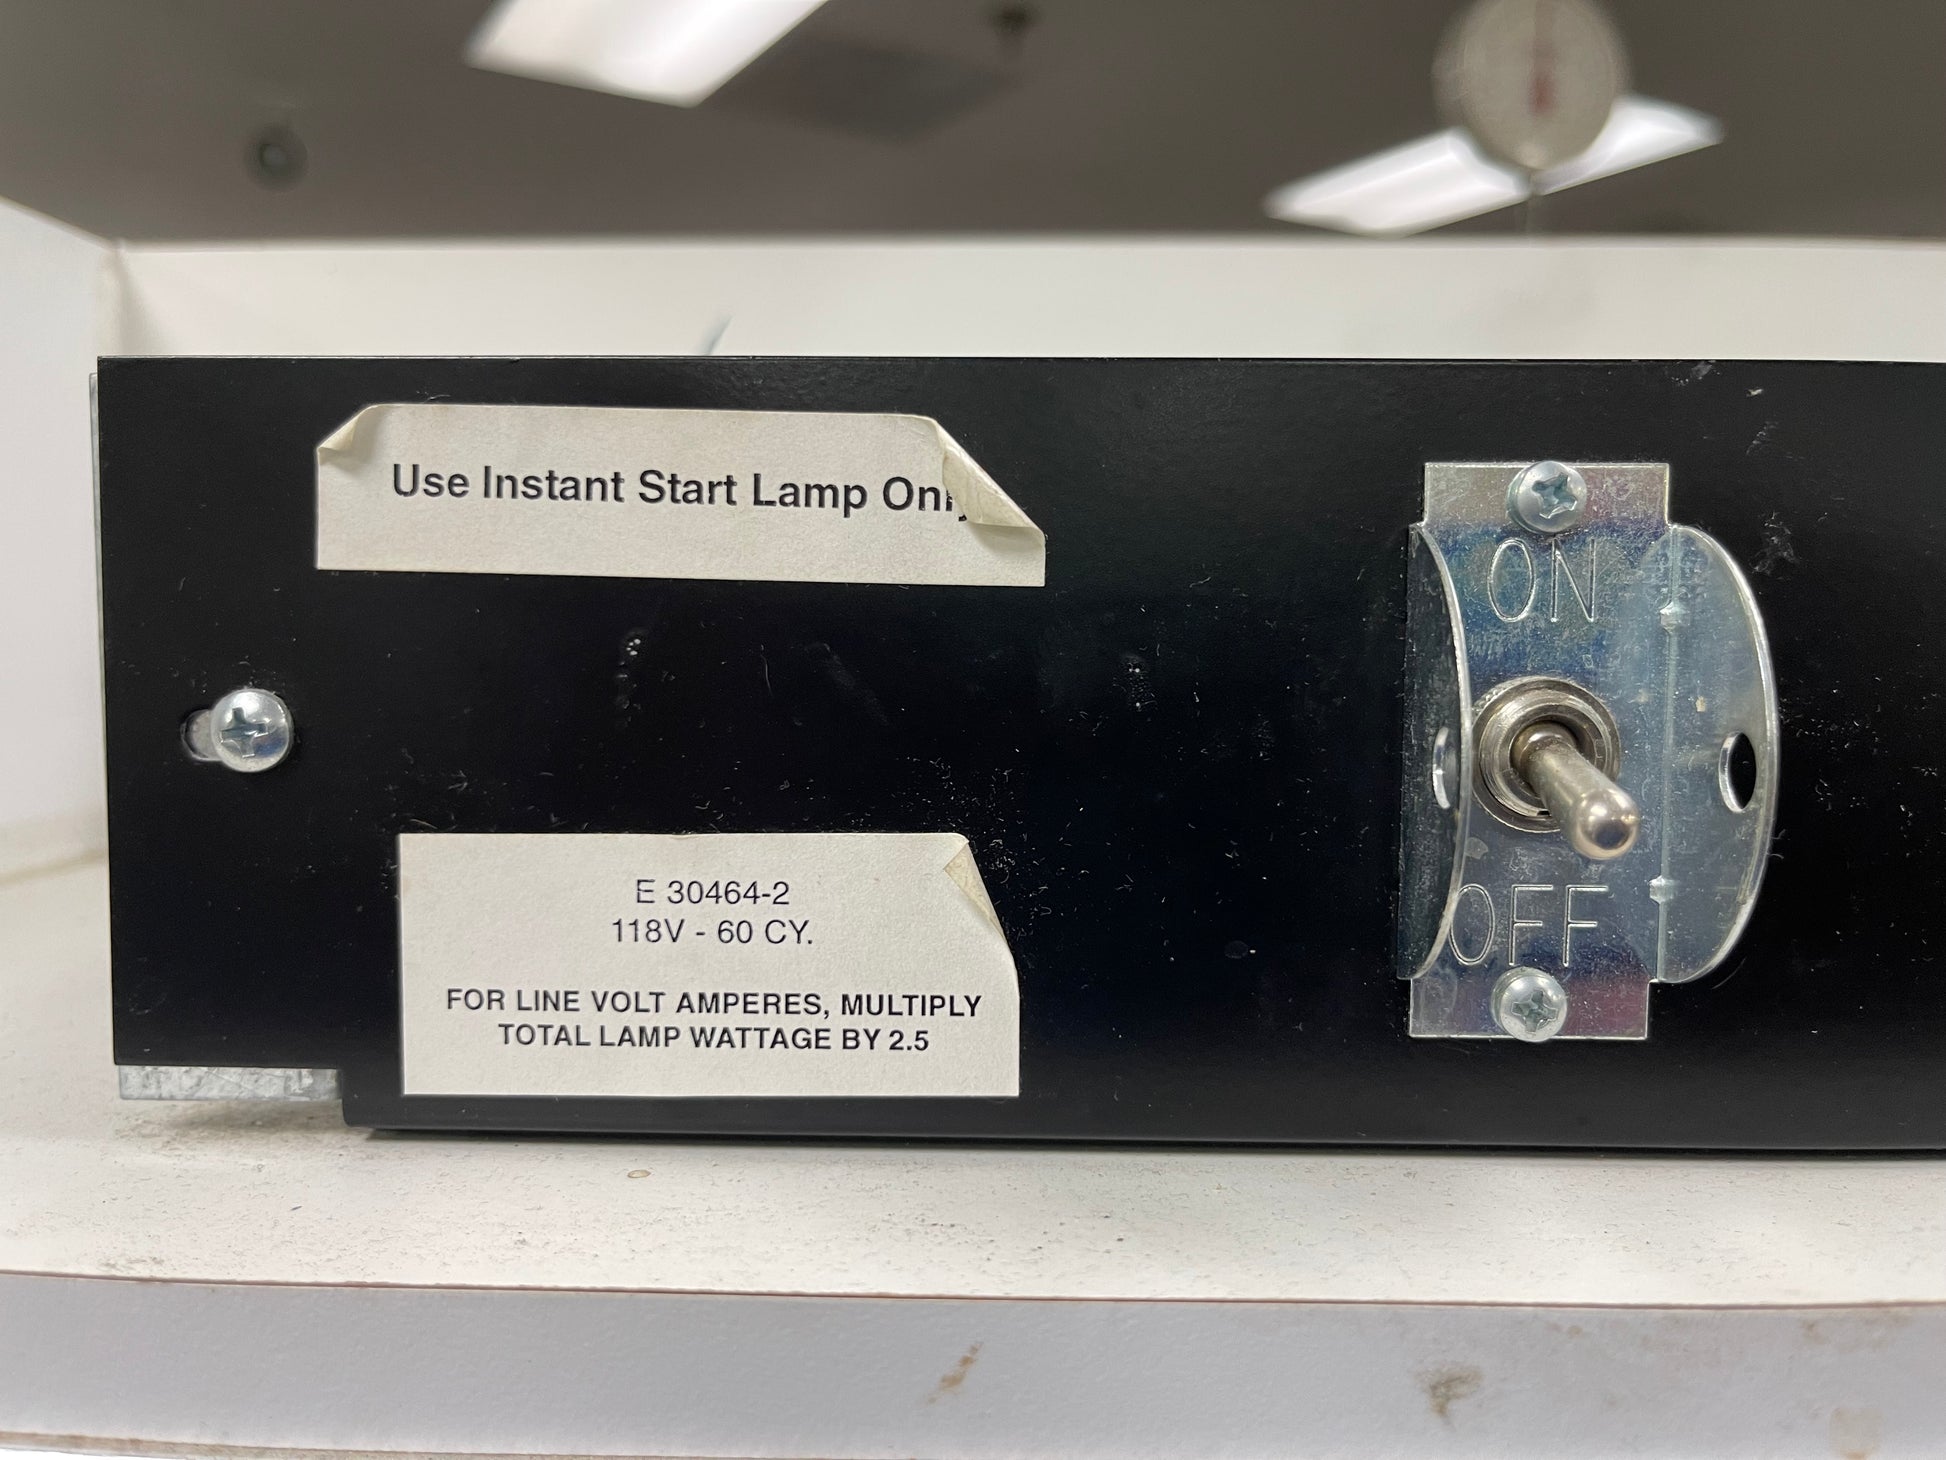 Use Instant Start Lamp Only
ON
OFF
E 30464-2
118V - 60 CY.
FOR LINE VOLT AMPERES, MULTIPLY
TOTAL LAMP WATTAGE BY 2.5